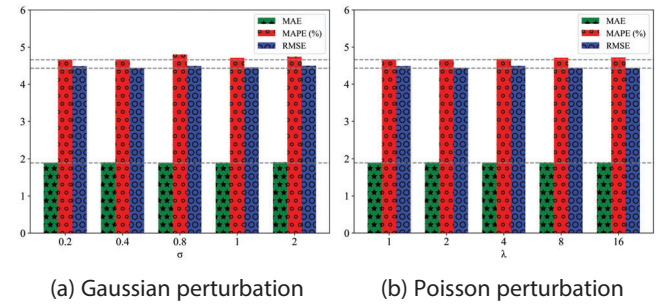 6
5
4
3
2
1
0
MAE
MAPE (%)
RMSE
0.2 0.4 0.8 1 2
σ
6
5
4
3
2
1
0
MAE
MAPE (%)
RMSE
1 2 4 8 16
λ
(a) Gaussian perturbation
(b) Poisson perturbation